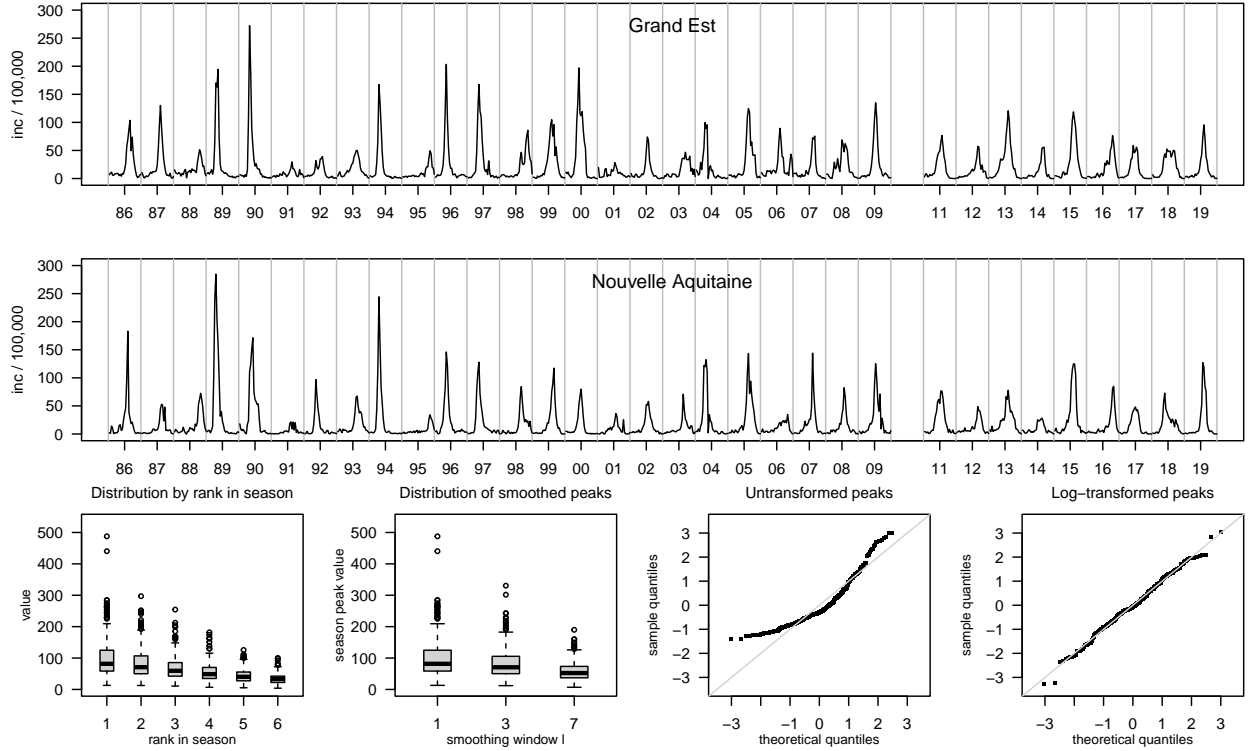 Grand Est
inc / 100,000
300
250
200
150
100
50
0
86 87 88 89 90 91 92 93 94 95 96 97 98 99 00 01 02 03 04 05 06 07 08 09 11 12 13 14 15 16 17 18 19
Nouvelle Aquitaine
inc / 100,000
300
250
200
150
100
50
0
86 87 88 89 90 91 92 93 94 95 96 97 98 99 00 01 02 03 04 05 06 07 08 09 11 12 13 14 15 16 17 18 19
Distribution by rank in season
value
500
400
300
200
100
0
1 2 3 4 5 6
rank in season
Distribution of smoothed peaks
season peak value
500
400
300
200
100
0
1 3 7
smoothing window l
Untransformed peaks
sample quantiles
3
2
1
0
−1
−2
−3
−3 −1 0 1 2 3
theoretical quantiles
Log−transformed peaks
sample quantiles
3
2
1
0
−1
−2
−3
−3 −1 0 1 2 3
theoretical quantiles